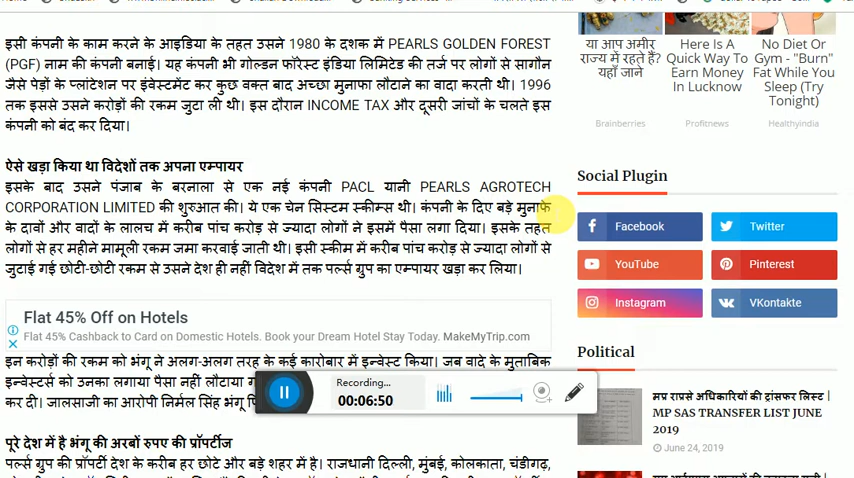 इसी कंपनी के काम करने के आइडिया के तहत उसने 1980 के दशक में PEARLS GOLDEN FOREST
(PGF) नाम की कंपनी बनाई। यह कंपनी भी गोल्डन फॉरेस्ट इंडिया लिमिटेड की तर्ज पर लोगों से सागौन
जैसे पेड़ों के प्लांटेशन पर इंवेस्टमेंट कर कुछ वक्त बाद अच्छा मुनाफा लौटाने का वादा करती थी। 1996
तक इससे उसने करोड़ों की रकम जुटा ली थी। इस दौरान INCOME TAX और दूसरी जांचों के चलते इस
कंपनी को बंद कर दिया।
ऐसे खड़ा किया था विदेशों तक अपना एम्पायर
इसके बाद उसने पंजाब के बरनाला से एक नई कंपनी PACL यानी PEARLS AGROTECH
CORPORATION LIMITED की शुरुआत की। ये एक चेन सिस्टम स्कीम्स थी। कंपनी के दिए बड़े मुनाफे
के दावों और वादों के लालच में करीब पांच करोड़ से ज्यादा लोगों ने इसमें पैसा लगा दिया। इसके तहत
लोगों से हर महीने मामूली रकम जमा करवाई जाती थी। इसी स्कीम में करीब पांच करोड़ से ज्यादा लोगों से
जुटाई गई छोटी-छोटी रकम से उसने देश ही नहीं विदेश में तक पर्ल्स ग्रुप का एम्पायर खड़ा कर लिया।
Flat 45% Off on Hotels
Flat 45% Cashback to Card on Domestic Hotels. Book your Dream Hotel Stay Today. MakeMyTrip.com
इन करोड़ों की रकम को भंगू ने अलग-अलग तरह के कई कारोबार में इन्वेस्ट किया। जब वादे के मुताबिक
इन्वेस्टर्स को उनका लगाया पैसा नहीं लौटाया
कर दी। जालसाजी का आरोपी निर्मल सिंह भंगू
Recording...
00:06:50
पूरे देश में है भंगू की अरबों रुपए की प्रॉपर्टीज
पर्ल्स ग्रुप की प्रॉपर्टी देश के करीब हर छोटे और बड़े शहर में है। राजधानी दिल्ली, मुंबई, कोलकाता, चंडीगढ़,
या आप अमीर
राज्य में रहते हैं?
यहाँ जाने
Brainberries
Here Is A
Quick Way To
Earn Money
In Lucknow
Profitnews
No Diet Or
Gym - "Burn"
Fat While You
Sleep (Try
Tonight)
Healthyindia
Social Plugin
Facebook
Twitter
YouTube
Pinterest
Instagram
VKontakte
Political
मप्र राप्रसे अधिकारियों की ट्रांसफर लिस्ट |
MP SAS TRANSFER LIST JUNE
2019
June 24, 2019